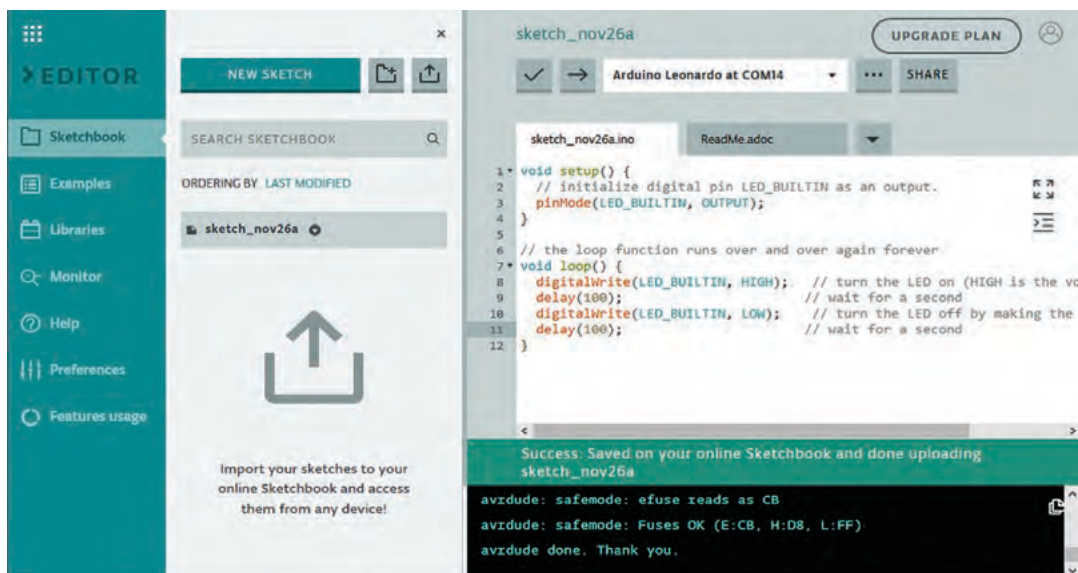 >EDITOR
Sketchbook
Examples
Libraries
Monitor
Help
Preferences
Features usage
×
NEW SKETCH
SEARCH SKETCHBOOK
ORDERING BY LAST MODIFIED
sketch_nov26a
Import your sketches to your
online Sketchbook and access
them from any device!
sketch_nov26a
UPGRADE PLAN
Arduino Leonardo at COM14
SHARE
sketch_nov26a.ino ReadMe.adoc
1 void setup() {
2 // initialize digital pin LED_BUILTIN as an output.
3 pinMode(LED_BUILTIN, OUTPUT);
4 }
5
6 // the loop function runs over and over again forever
7 void loop() {
8 digitalWrite(LED_BUILTIN, HIGH); // turn the LED on (HIGH is the vo
9 delay(100); // wait for a second
10 digitalWrite(LED_BUILTIN, LOW); // turn the LED off by making the
11 delay(100); // wait for a second
12 }
Success: Saved on your online Sketchbook and done uploading
sketch_nov26a
avrdude: safemode: efuse reads as CB
avrdude: safemode: Fuses OK (E:CB, H:D8, L:FF)
avrdude done. Thank you.